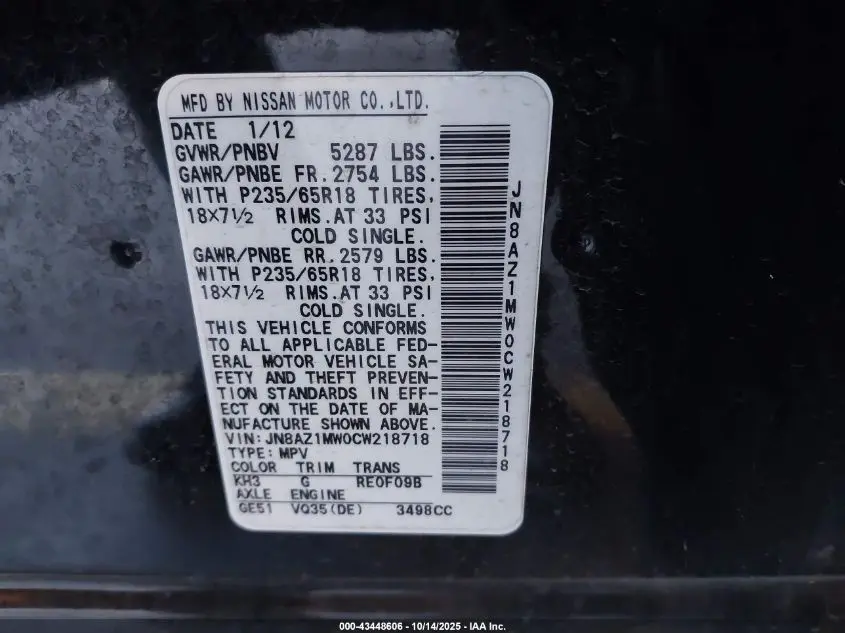 MFD BY NISSAN MOTOR CO.,LTD.
DATE 1/12
GVWR/PNBV 5287 LBS.
GAWR/PNBE FR.2754 LBS.
WITH P235/65R18 TIRES,
18X7½ RIMS.AT 33 PSI
COLD SINGLE.
GAWR/PNBE RR.2579 LBS.
WITH P235/65R18 TIRES,
18X7½ RIMS.AT 33 PSI
COLD SINGLE.
THIS VEHICLE CONFORMS
TO ALL APPLICABLE FED-
ERAL MOTOR VEHICLE SA-
FETY AND THEFT PREVEN-
TION STANDARDS IN EFF-
ECT ON THE DATE OF MA-
NUFACTURE SHOWN ABOVE.
VIN:JN8AZ1MW0CW218718
TYPE:MPV
COLOR TRIM TRANS
KH3 G RE0F09B
AXLE ENGINE
GE51 VQ35(DE) 3498CC
JN8AZ1MW0CW218718
000-43448606 - 10/14/2025 - IAA Inc.